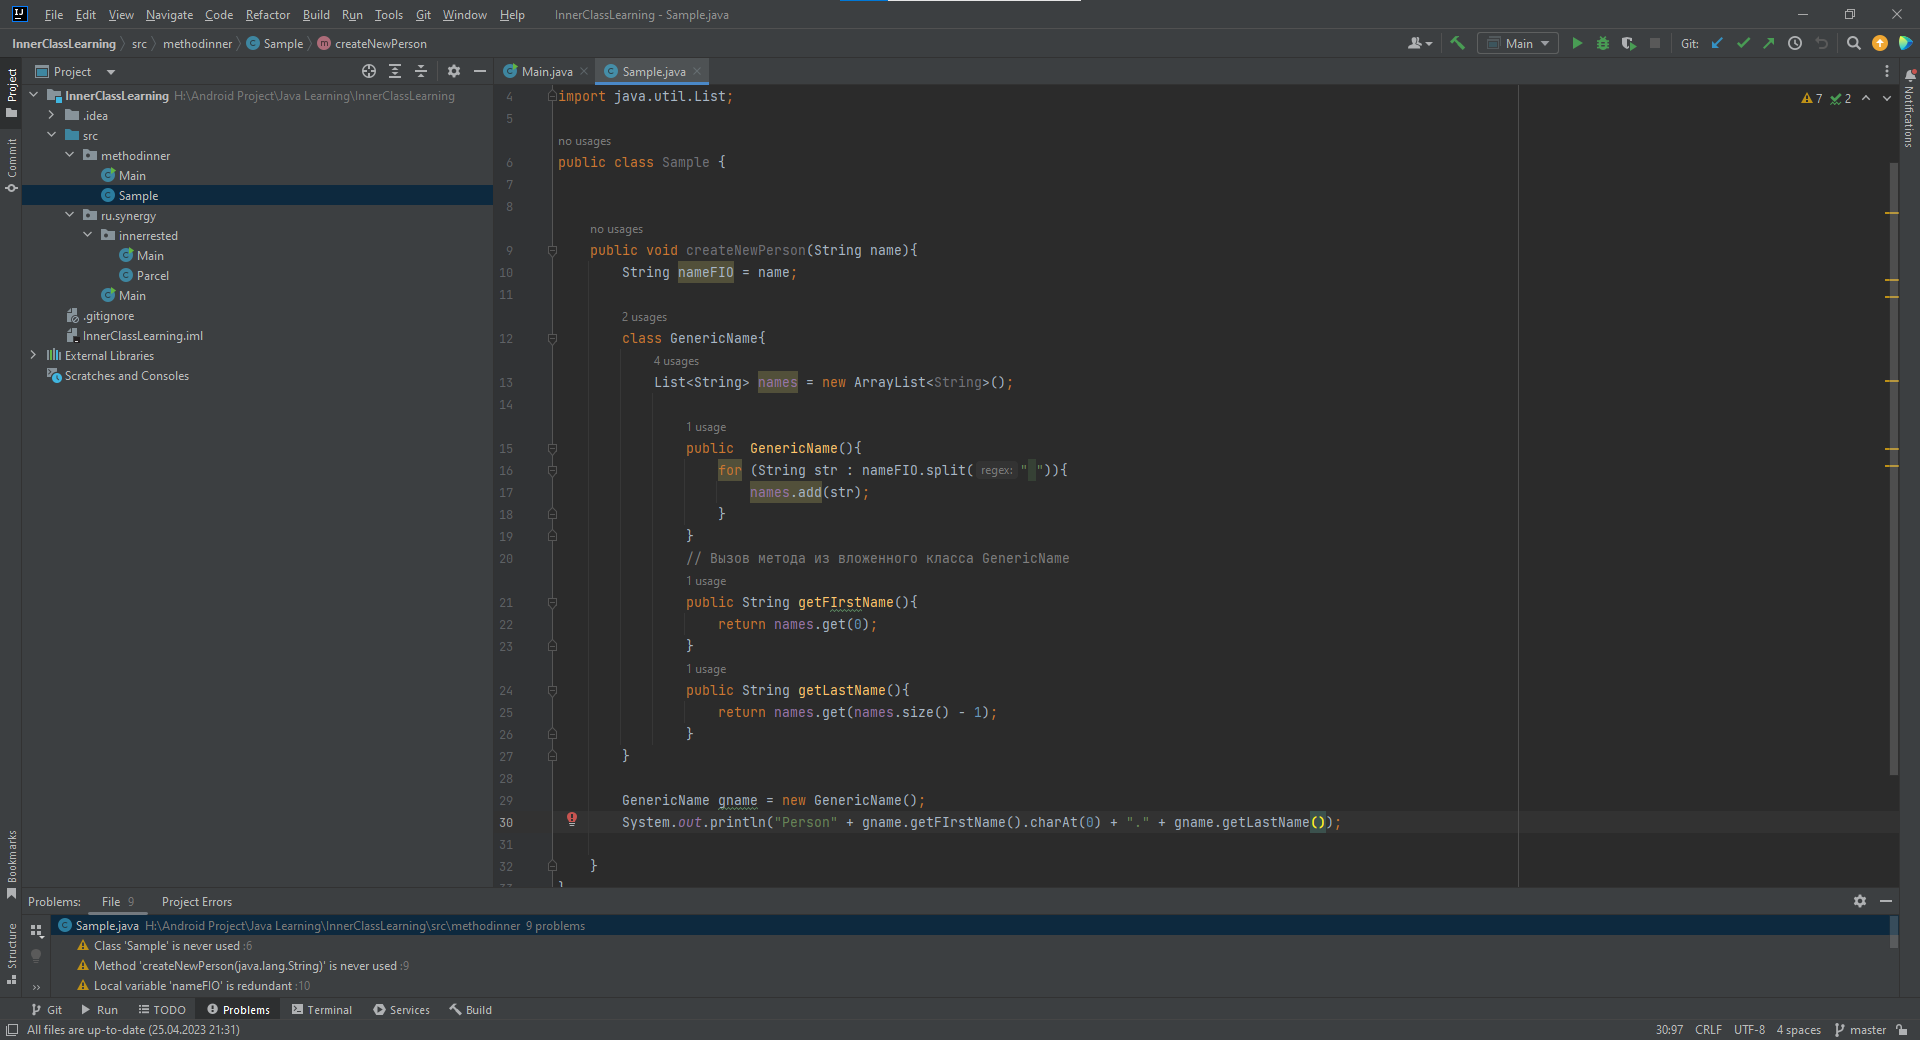 File Edit View Navigate Code Refactor Build Run Tools Git Window Help InnerClassLearning - Sample.java
InnerClassLearning src methodinner Sample createNewPerson Main Git:
Project
Main.java Sample.java
InnerClassLearning H:\Android Project\Java Learning\InnerClassLearning
.idea
src
methodinner
Main
Sample
ru.synergy
innerrested
Main
Parcel
Main
.gitignore
InnerClassLearning.iml
External Libraries
Scratches and Consoles
Project
Commit
Bookmarks
Structure
Notifications
7 2
4 import java.util.List;
5
no usages
6 public class Sample {
7
8
no usages
9 public void createNewPerson(String name){
10 String nameFIO = name;
11
2 usages
12 class GenericName{
4 usages
13 List<String> names = new ArrayList<String>();
14
1 usage
15 public  GenericName(){
16 for (String str : nameFIO.split( regex: " ")){
17 names.add(str);
18 }
19 }
20 // Вызов метода из вложенного класса GenericName
1 usage
21 public String getFIrstName(){
22 return names.get(0);
23 }
1 usage
24 public String getLastName(){
25 return names.get(names.size() - 1);
26 }
27 }
28
29 GenericName gname = new GenericName();
30 System.out.println("Person" + gname.getFIrstName().charAt(0) + "." + gname.getLastName());
31
32 }
Problems: File 9 Project Errors
Sample.java H:\Android Project\Java Learning\InnerClassLearning\src\methodinner 9 problems
Class 'Sample' is never used :6
Method 'createNewPerson(java.lang.String)' is never used :9
Local variable 'nameFIO' is redundant :10
Git Run TODO Problems Terminal Services Build
All files are up-to-date (25.04.2023 21:31) 30:97 CRLF UTF-8 4 spaces master